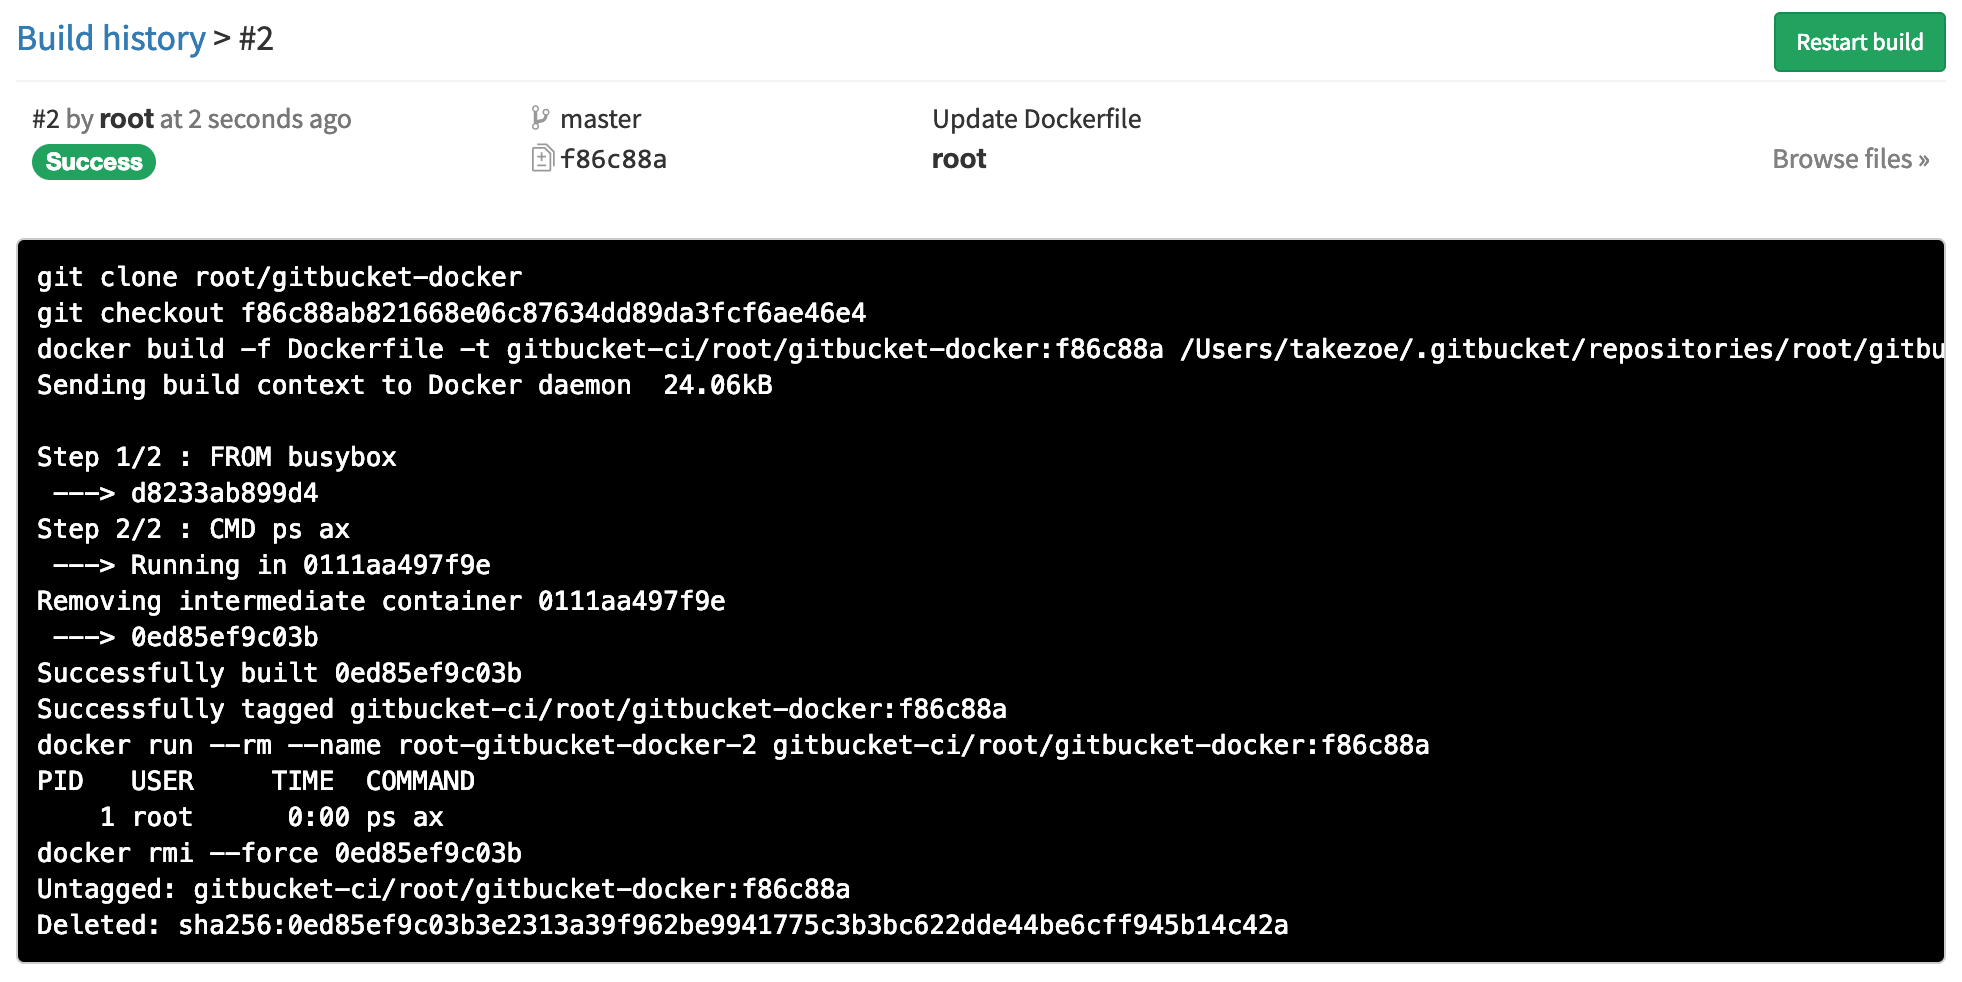 Build history > #2
Restart build
#2 by root at 2 seconds ago
master
Update Dockerfile
Success
f86c88a
root
Browse files »
git clone root/gitbucket-docker
git checkout f86c88ab821668e06c87634dd89da3fcf6ae46e4
docker build -f Dockerfile -t gitbucket-ci/root/gitbucket-docker:f86c88a /Users/takezoe/.gitbucket/repositories/root/gitbu
Sending build context to Docker daemon  24.06kB
Step 1/2 : FROM busybox
 ---> d8233ab899d4
Step 2/2 : CMD ps ax
 ---> Running in 0111aa497f9e
Removing intermediate container 0111aa497f9e
 ---> 0ed85ef9c03b
Successfully built 0ed85ef9c03b
Successfully tagged gitbucket-ci/root/gitbucket-docker:f86c88a
docker run --rm --name root-gitbucket-docker-2 gitbucket-ci/root/gitbucket-docker:f86c88a
PID   USER     TIME  COMMAND
    1 root      0:00 ps ax
docker rmi --force 0ed85ef9c03b
Untagged: gitbucket-ci/root/gitbucket-docker:f86c88a
Deleted: sha256:0ed85ef9c03b3e2313a39f962be9941775c3b3bc622dde44be6cff945b14c42a